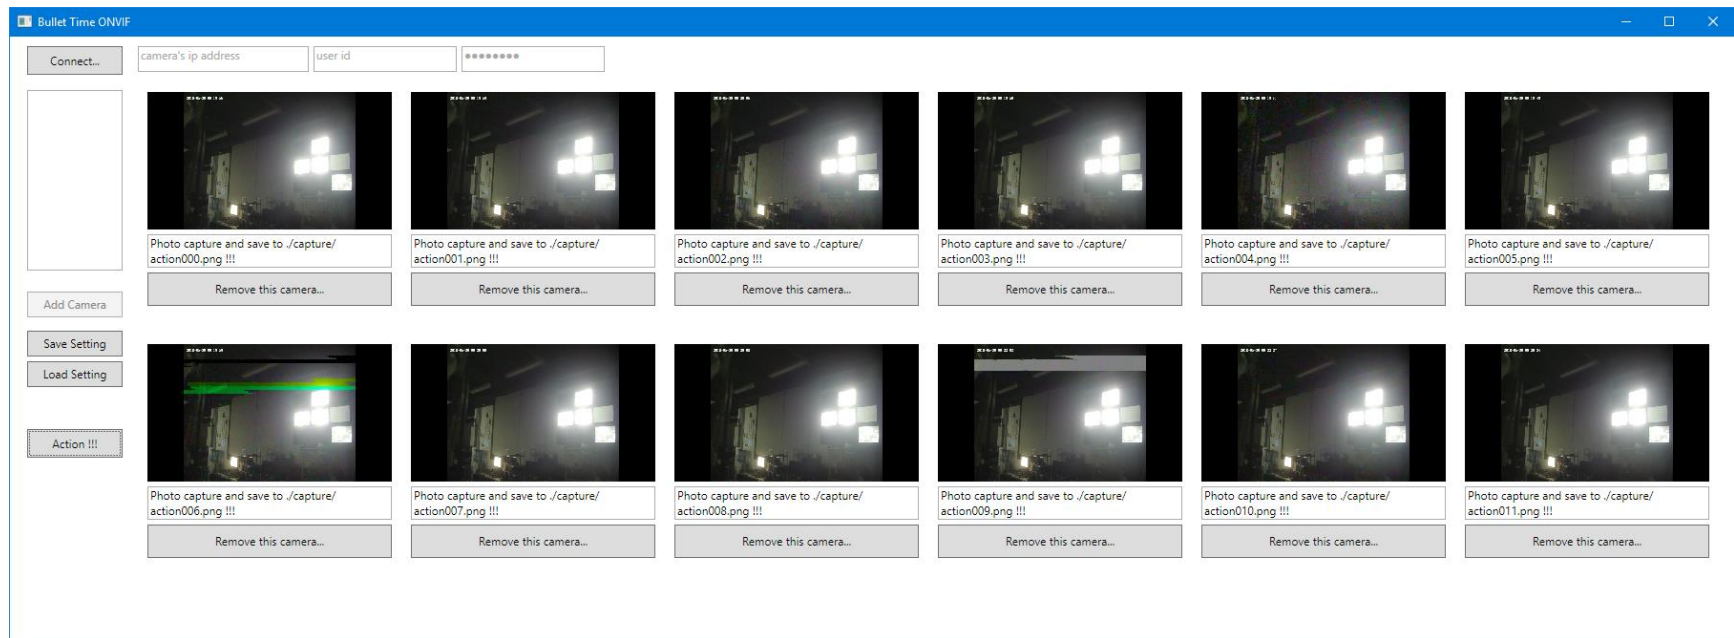 Bullet Time ONVIF
Connect...
camera's ip address
user id
Photo capture and save to ./capture/
action000.png !!!
Photo capture and save to ./capture/
action001.png !!!
Photo capture and save to ./capture/
action002.png !!!
Photo capture and save to ./capture/
action003.png !!!
Photo capture and save to ./capture/
action004.png !!!
Photo capture and save to ./capture/
action005.png !!!
Remove this camera...
Remove this camera...
Remove this camera...
Remove this camera...
Remove this camera...
Remove this camera...
Add Camera
Save Setting
Load Setting
Action !!!
Photo capture and save to ./capture/
action006.png !!!
Photo capture and save to ./capture/
action007.png !!!
Photo capture and save to ./capture/
action008.png !!!
Photo capture and save to ./capture/
action009.png !!!
Photo capture and save to ./capture/
action010.png !!!
Photo capture and save to ./capture/
action011.png !!!
Remove this camera...
Remove this camera...
Remove this camera...
Remove this camera...
Remove this camera...
Remove this camera...